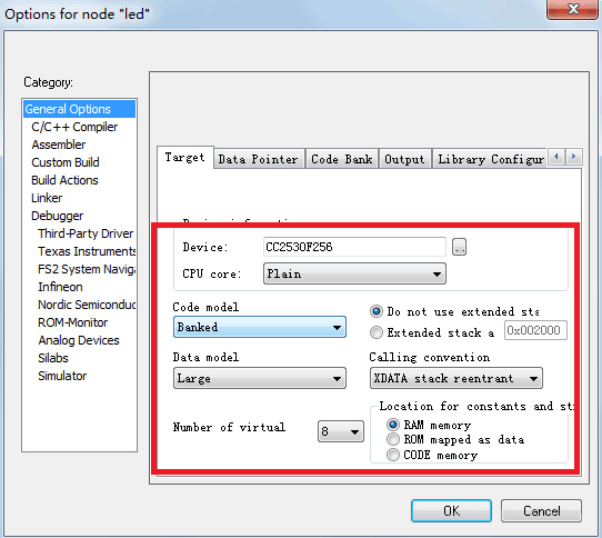 Options for node "led"
Category:
General Options
C/C++ Compiler
Assembler
Custom Build
Build Actions
Linker
Debugger
Third-Party Driver
Texas Instruments
FS2 System Navig
Infineon
Nordic Semiconduc
ROM-Monitor
Analog Devices
Silabs
Simulator
Target Data Pointer Code Bank Output Library Configur
Device: CC2530F256 ..
CPU core: Plain
Code model
Banked
Do not use extended sta
Extended stack a 0x002000
Data model
Large
Calling convention
XDATA stack reentrant
Number of virtual 8
Location for constants and st
RAM memory
ROM mapped as data
CODE memory
OK Cancel